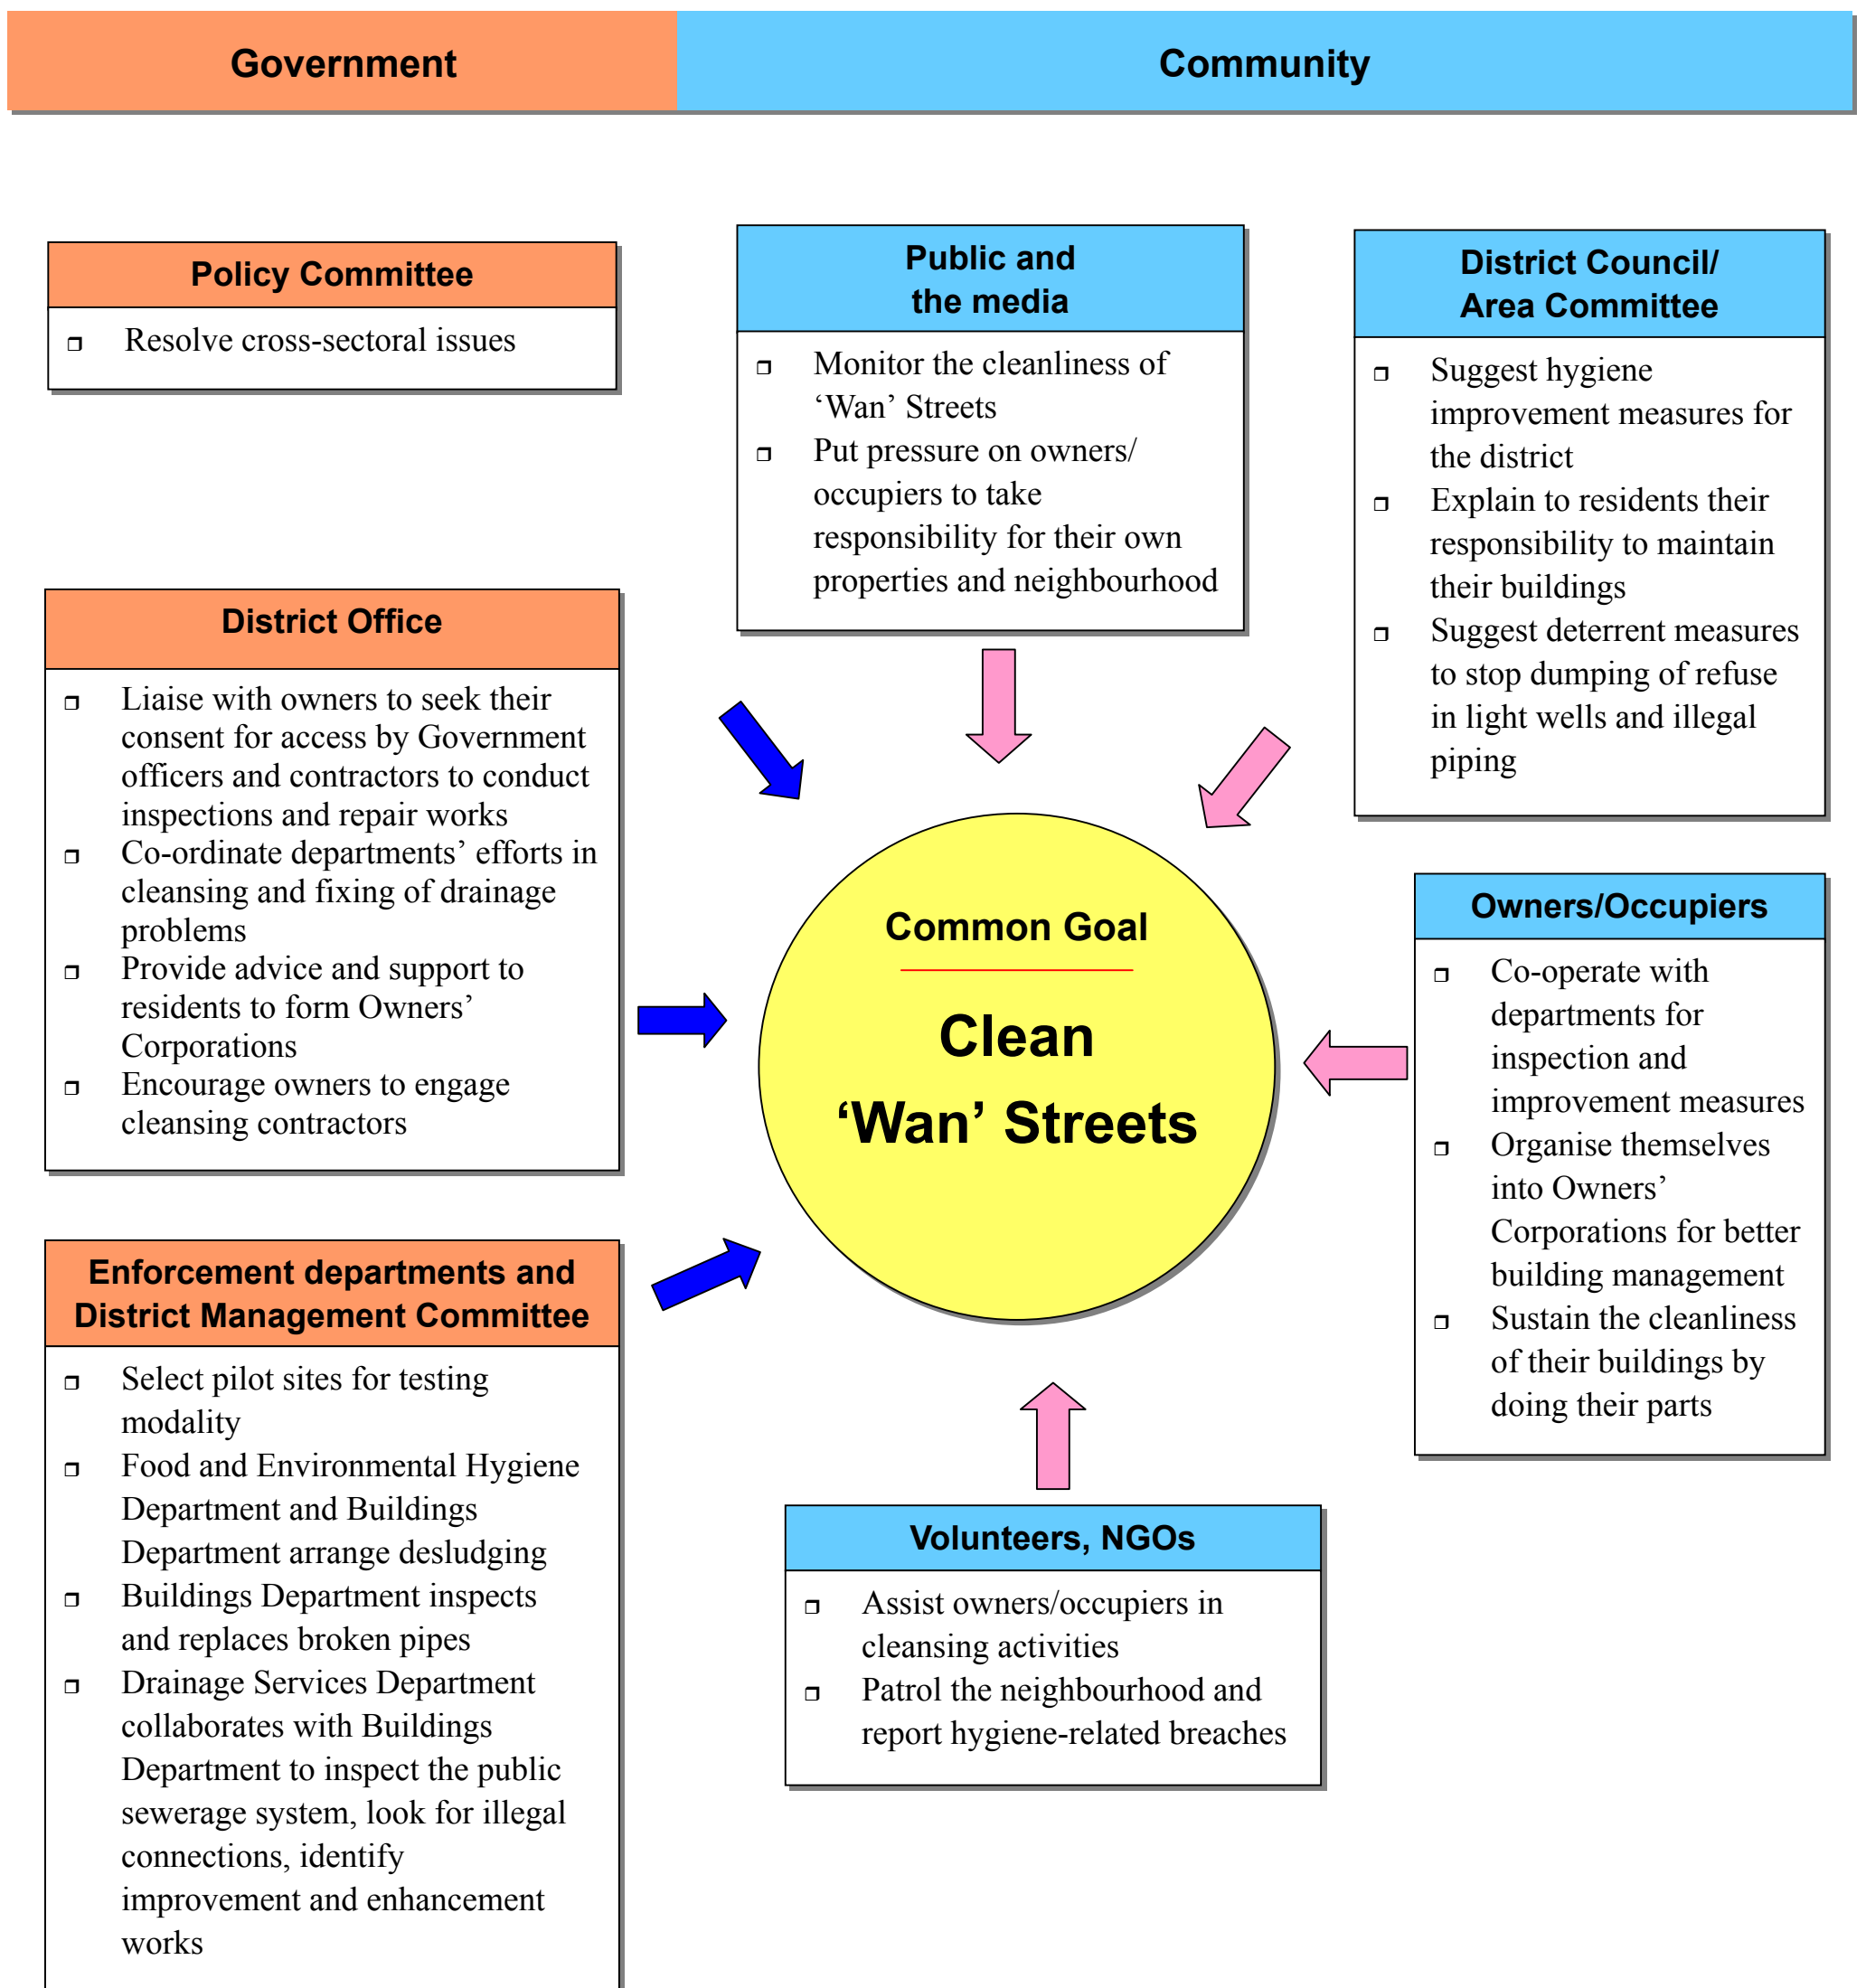 Government
Community
Policy Committee
❒ Resolve cross-sectoral issues
District Office
❒ Liaise with owners to seek their
consent for access by Government
officers and contractors to conduct
inspections and repair works
❒ Co-ordinate departments’ efforts in
cleansing and fixing of drainage
problems
❒ Provide advice and support to
residents to form Owners’
Corporations
❒ Encourage owners to engage
cleansing contractors
Enforcement departments and
District Management Committee
❒ Select pilot sites for testing
modality
❒ Food and Environmental Hygiene
Department and Buildings
Department arrange desludging
❒ Buildings Department inspects
and replaces broken pipes
❒ Drainage Services Department
collaborates with Buildings
Department to inspect the public
sewerage system, look for illegal
connections, identify
improvement and enhancement
works
Public and
the media
❒ Monitor the cleanliness of
‘Wan’ Streets
❒ Put pressure on owners/
occupiers to take
responsibility for their own
properties and neighbourhood
Common Goal
Clean
‘Wan’ Streets
Volunteers, NGOs
❒ Assist owners/occupiers in
cleansing activities
❒ Patrol the neighbourhood and
report hygiene-related breaches
District Council/
Area Committee
❒ Suggest hygiene
improvement measures for
the district
❒ Explain to residents their
responsibility to maintain
their buildings
❒ Suggest deterrent measures
to stop dumping of refuse
in light wells and illegal
piping
Owners/Occupiers
❒ Co-operate with
departments for
inspection and
improvement measures
❒ Organise themselves
into Owners’
Corporations for better
building management
❒ Sustain the cleanliness
of their buildings by
doing their parts